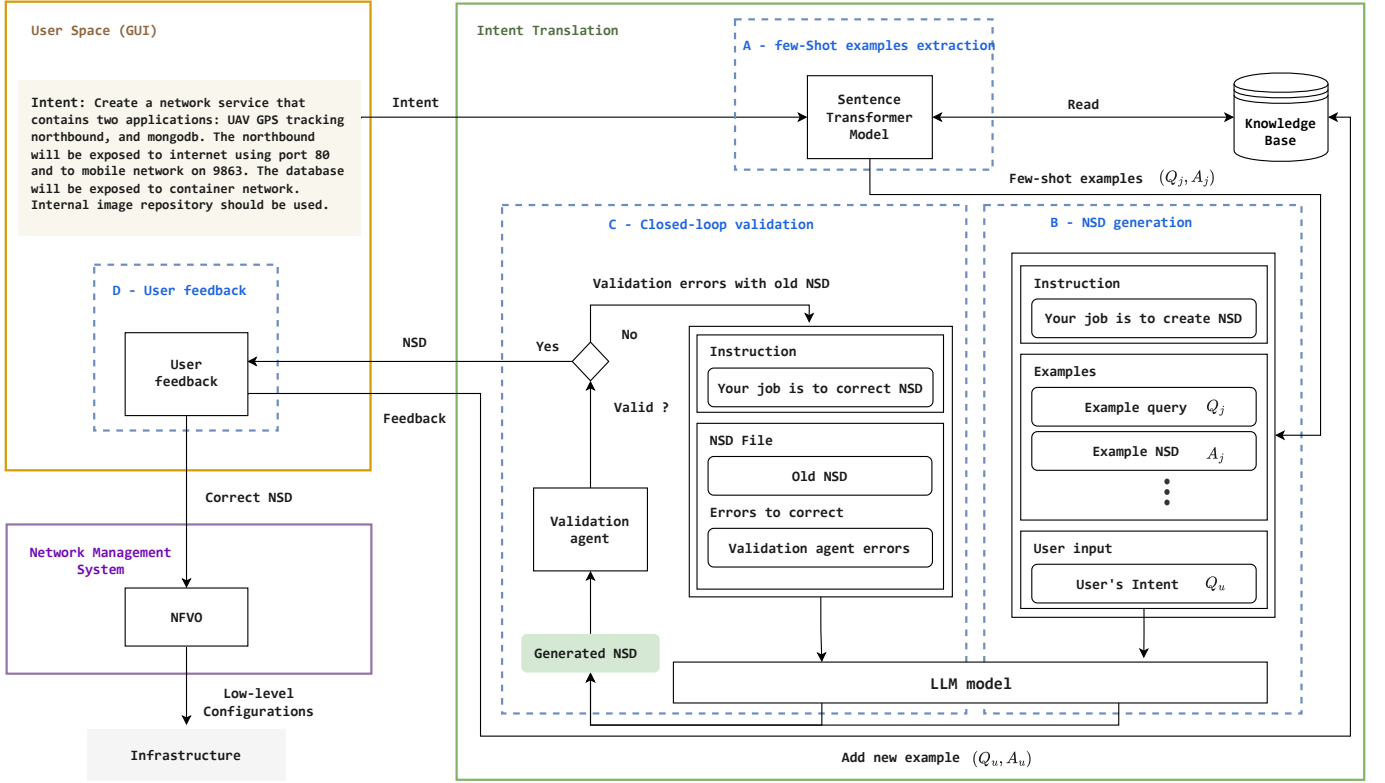 User Space (GUI)
Intent: Create a network service that
contains two applications: UAV GPS tracking
northbound, and mongodb. The northbound
will be exposed to internet using port 80
and to mobile network on 9863. The database
will be exposed to container network.
Internal image repository should be used.
D - User feedback
User
feedback
Correct NSD
Network Management
System
NFVO
Low-level
Configurations
Infrastructure
Intent Translation
Intent
A - few-Shot examples extraction
Sentence
Transformer
Model
Read
Knowledge
Base
Few-shot examples (Q_j, A_j)
C - Closed-loop validation
Validation errors with old NSD
No
Yes
NSD
Feedback
Valid ?
Validation
agent
Generated NSD
Instruction
Your job is to correct NSD
NSD File
Old NSD
Errors to correct
Validation agent errors
B - NSD generation
Instruction
Your job is to create NSD
Examples
Example query Q_j
Example NSD A_j
User input
User's Intent Q_u
LLM model
Add new example (Q_u, A_u)